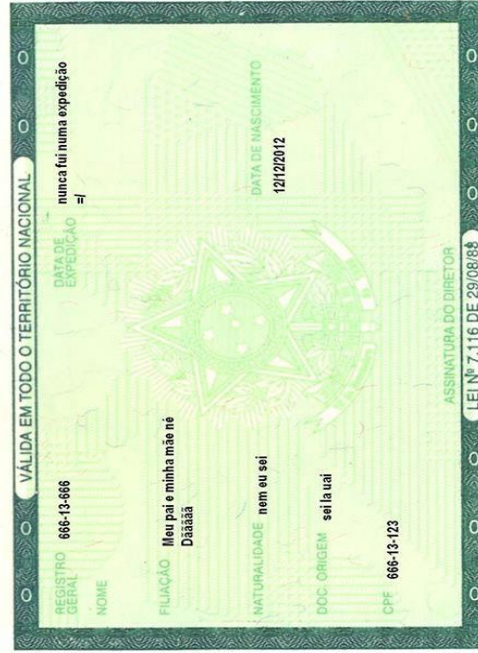 VÁLIDA EM TODO O TERRITÓRIO NACIONAL
REGISTRO GERAL 666-13-666
DATA DE EXPEDIÇÃO nunca fui numa expedição
=/
NOME
FILIAÇÃO Meu pai e minha mãe né
Dããããã
NATURALIDADE nem eu sei
DATA DE NASCIMENTO
12/12/2012
DOC. ORIGEM sei la uai
CPF 666-13-123
ASSINATURA DO DIRETOR
LEI Nº 7.116 DE 29/08/83